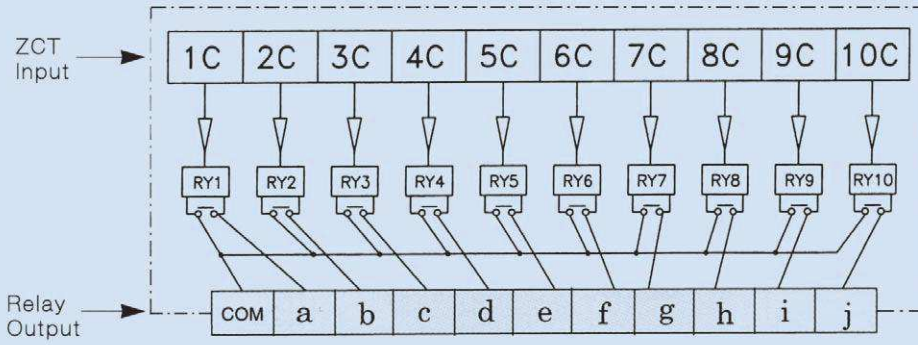 ZCT
Input
1C 2C 3C 4C 5C 6C 7C 8C 9C 10C
RY1 RY2 RY3 RY4 RY5 RY6 RY7 RY8 RY9 RY10
Relay
Output
COM a b c d e f g h i j